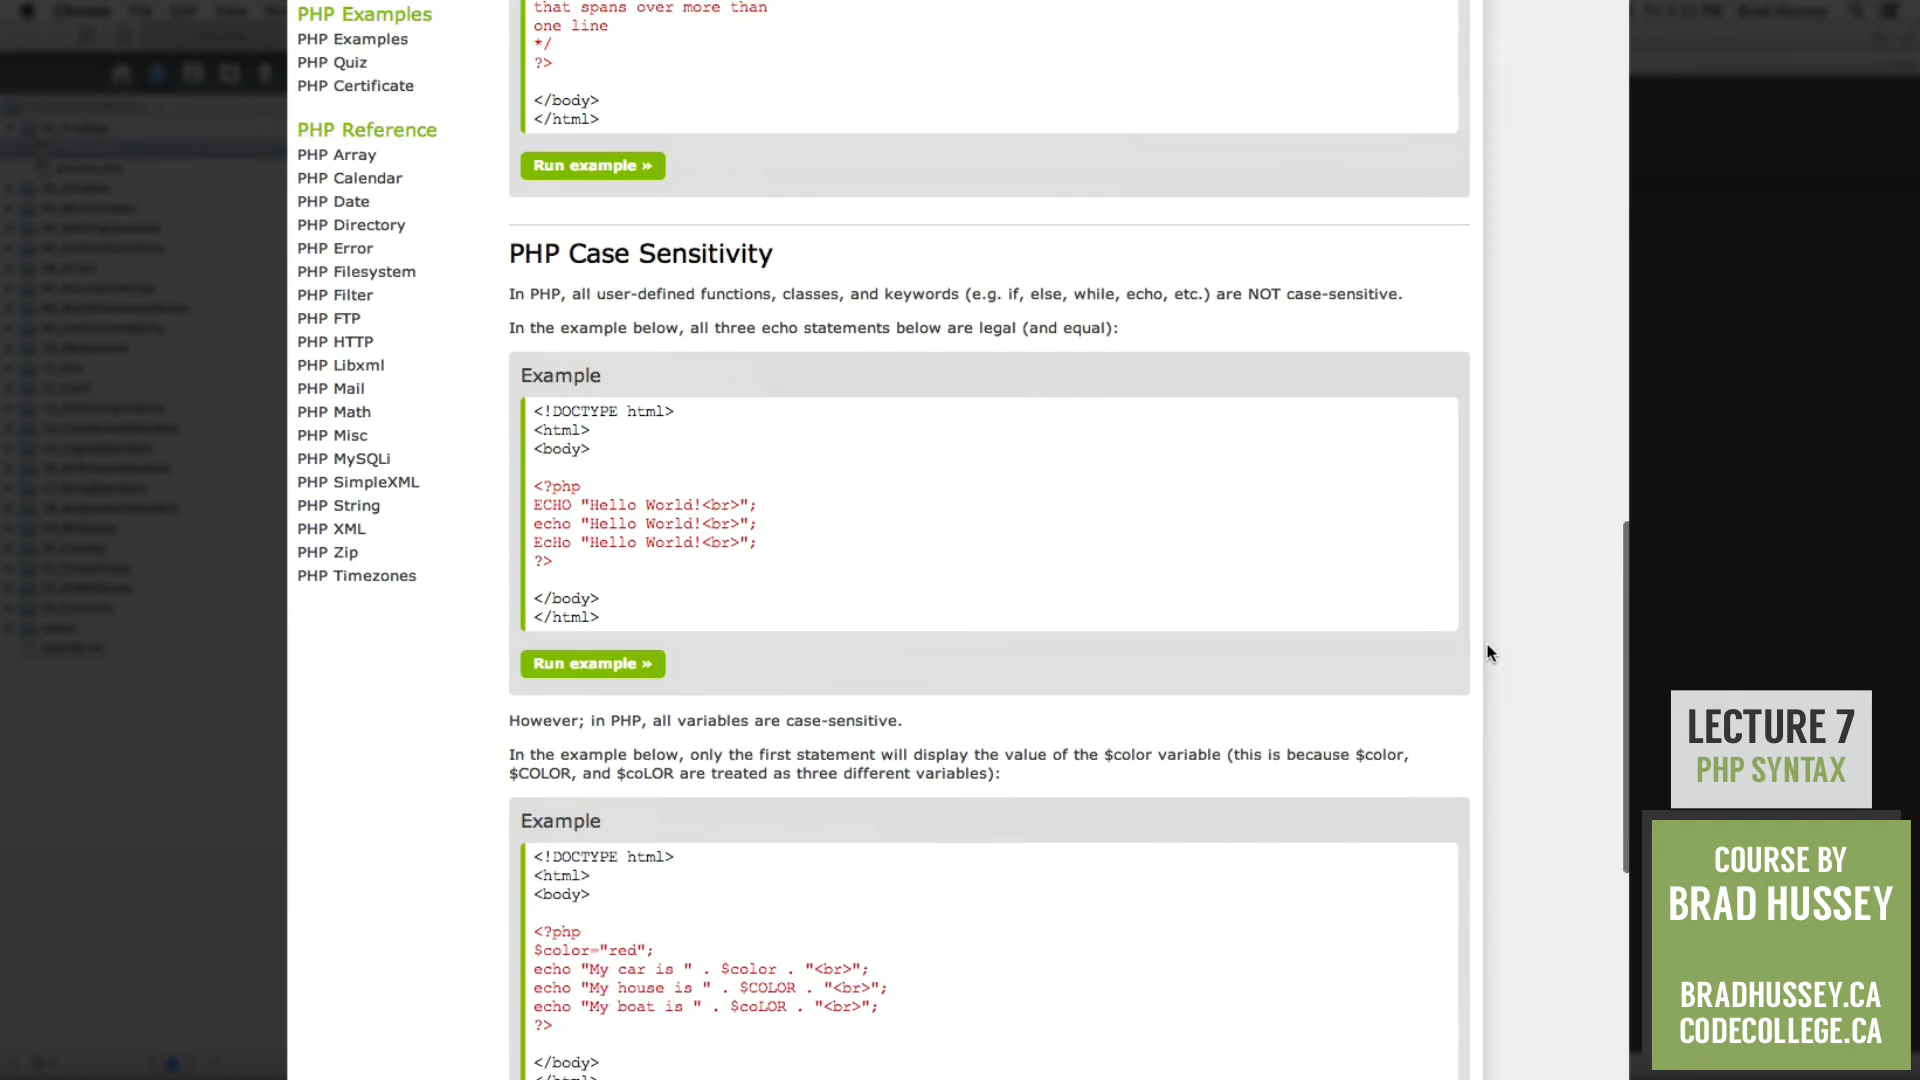 PHP Examples
PHP Examples
PHP Quiz
PHP Certificate
PHP Reference
PHP Array
PHP Calendar
PHP Date
PHP Directory
PHP Error
PHP Filesystem
PHP Filter
PHP FTP
PHP HTTP
PHP Libxml
PHP Mail
PHP Math
PHP Misc
PHP MySQLi
PHP SimpleXML
PHP String
PHP XML
PHP Zip
PHP Timezones
that spans over more than
one line
*/
?>
</body>
</html>
Run example »
PHP Case Sensitivity
In PHP, all user-defined functions, classes, and keywords (e.g. if, else, while, echo, etc.) are NOT case-sensitive.
In the example below, all three echo statements below are legal (and equal):
Example
<!DOCTYPE html>
<html>
<body>
<?php
ECHO "Hello World!<br>";
echo "Hello World!<br>";
EcHo "Hello World!<br>";
?>
</body>
</html>
Run example »
However; in PHP, all variables are case-sensitive.
In the example below, only the first statement will display the value of the $color variable (this is because $color,
$COLOR, and $coLOR are treated as three different variables):
Example
<!DOCTYPE html>
<html>
<body>
<?php
$color="red";
echo "My car is " . $color . "<br>";
echo "My house is " . $COLOR . "<br>";
echo "My boat is " . $coLOR . "<br>";
?>
</body>
LECTURE 7
PHP SYNTAX
COURSE BY
BRAD HUSSEY
BRADHUSSEY.CA
CODECOLLEGE.CA